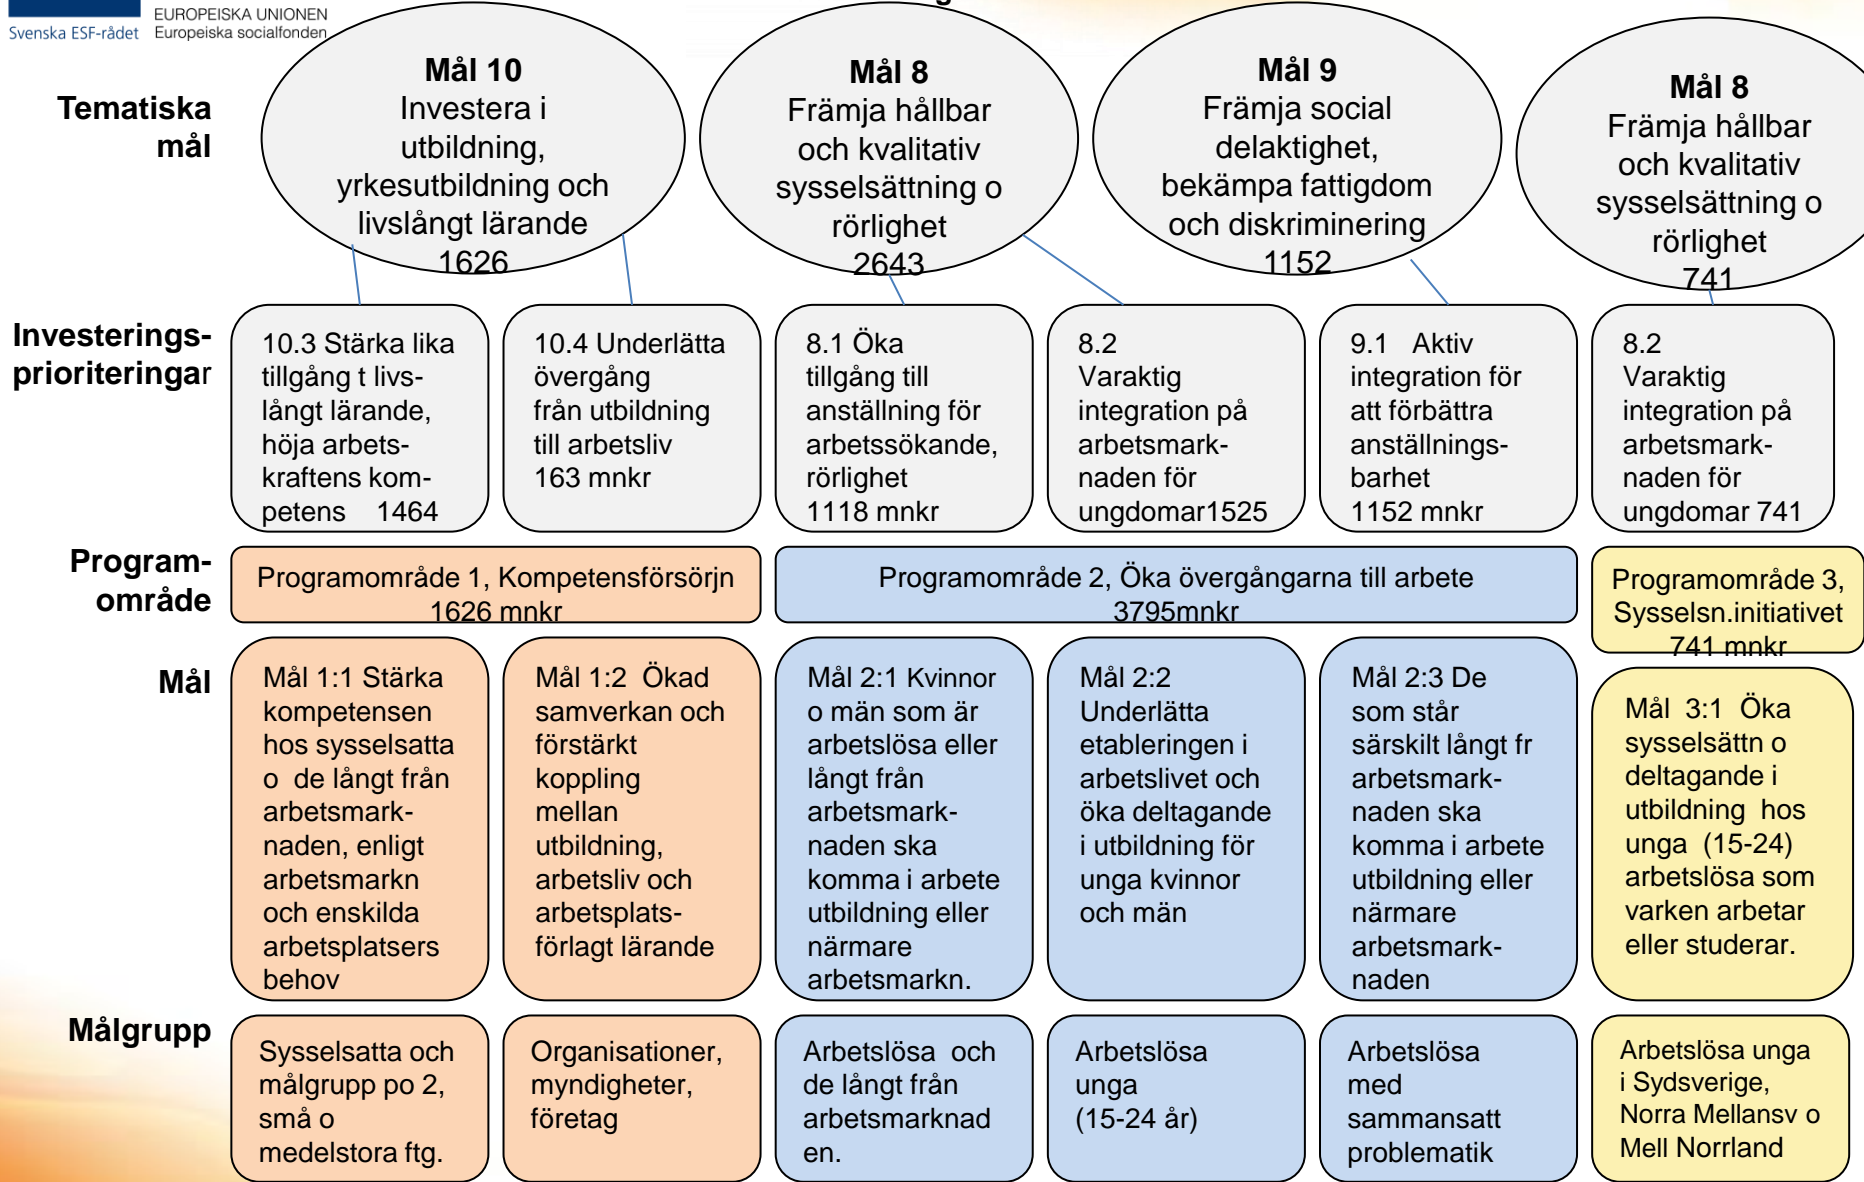 EUROPEISKA UNIONEN
Svenska ESF-rådet Europeiska socialfonden
Tematiska
mål
Mål 10
Investera i
utbildning,
yrkesutbildning och
livslångt lärande
1626
Mål 8
Främja hållbar
och kvalitativ
sysselsättning o
rörlighet
2643
Mål 9
Främja social
delaktighet,
bekämpa fattigdom
och diskriminering
1152
Mål 8
Främja hållbar
och kvalitativ
sysselsättning o
rörlighet
741
Investerings-
prioriteringar
10.3 Stärka lika
tillgång t livs-
långt lärande,
höja arbets-
kraftens kom-
petens 1464
10.4 Underlätta
övergång
från utbildning
till arbetsliv
163 mnkr
8.1 Öka
tillgång till
anställning för
arbetssökande,
rörlighet
1118 mnkr
8.2
Varaktig
integration på
arbetsmark-
naden för
ungdomar1525
9.1 Aktiv
integration för
att förbättra
anställnings-
barhet
1152 mnkr
8.2
Varaktig
integration på
arbetsmark-
naden för
ungdomar 741
Program-
område
Programområde 1, Kompetensförsörjn
1626 mnkr
Programområde 2, Öka övergångarna till arbete
3795mnkr
Programområde 3,
Sysselsn.initiativet
741 mnkr
Mål
Mål 1:1 Stärka
kompetensen
hos sysselsatta
o de långt från
arbetsmark-
naden, enligt
arbetsmarkn
och enskilda
arbetsplatsers
behov
Mål 1:2 Ökad
samverkan och
förstärkt
koppling
mellan
utbildning,
arbetsliv och
arbetsplats-
förlagt lärande
Mål 2:1 Kvinnor
o män som är
arbetslösa eller
långt från
arbetsmark-
naden ska
komma i arbete
utbildning eller
närmare
arbetsmarkn.
Mål 2:2
Underlätta
etableringen i
arbetslivet och
öka deltagande
i utbildning för
unga kvinnor
och män
Mål 2:3 De
som står
särskilt långt fr
arbetsmark-
naden ska
komma i arbete
utbildning eller
närmare
arbetsmark-
naden
Mål 3:1 Öka
sysselsättn o
deltagande i
utbildning hos
unga (15-24)
arbetslösa som
varken arbetar
eller studerar.
Målgrupp
Sysselsatta och
målgrupp po 2,
små o
medelstora ftg.
Organisationer,
myndigheter,
företag
Arbetslösa och
de långt från
arbetsmarknad
en.
Arbetslösa
unga
(15-24 år)
Arbetslösa
med
sammansatt
problematik
Arbetslösa unga
i Sydsverige,
Norra Mellansv o
Mell Norrland